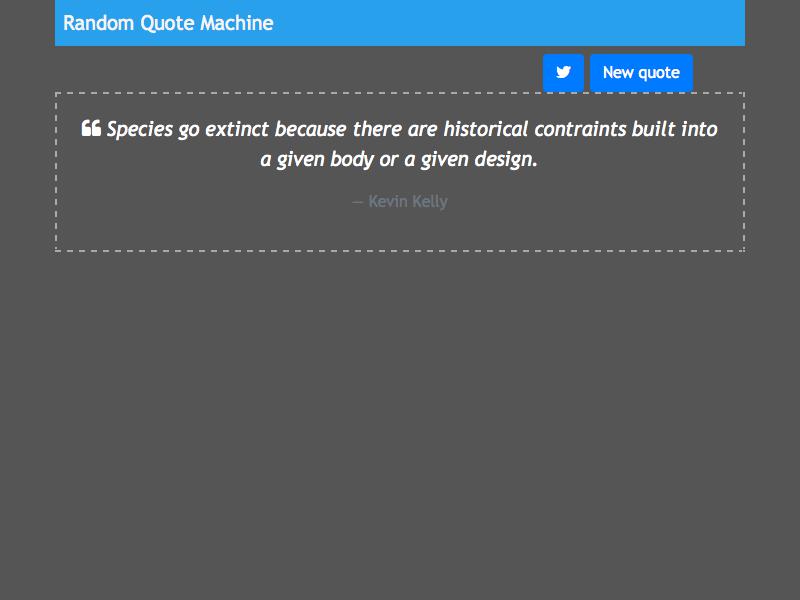 Random Quote Machine
New quote
Species go extinct because there are historical contraints built into
a given body or a given design.
— Kevin Kelly